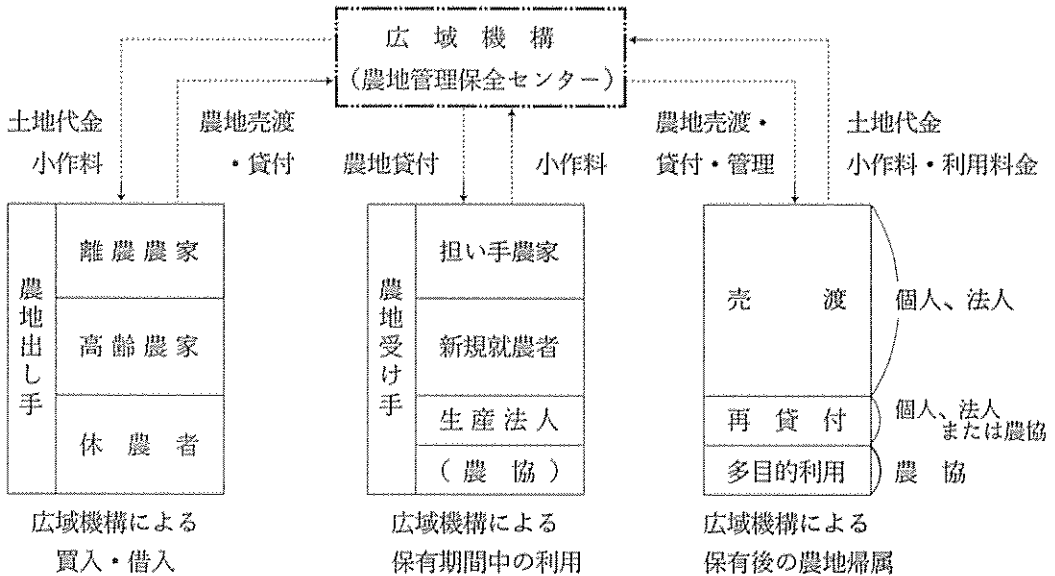 広域機構
（農地管理保全センター）
土地代金
小作料
農地売渡
・貸付
農地貸付
小作料
農地売渡・
貸付・管理
土地代金
小作料・利用料金
農地出し手
離農農家
高齢農家
休農者
広域機構による
買入・借入
農地受け手
担い手農家
新規就農者
生産法人
（農協）
広域機構による
保有期間中の利用
売渡
個人、法人
再貸付
個人、法人
または農協
多目的利用
農協
広域機構による
保有後の農地帰属